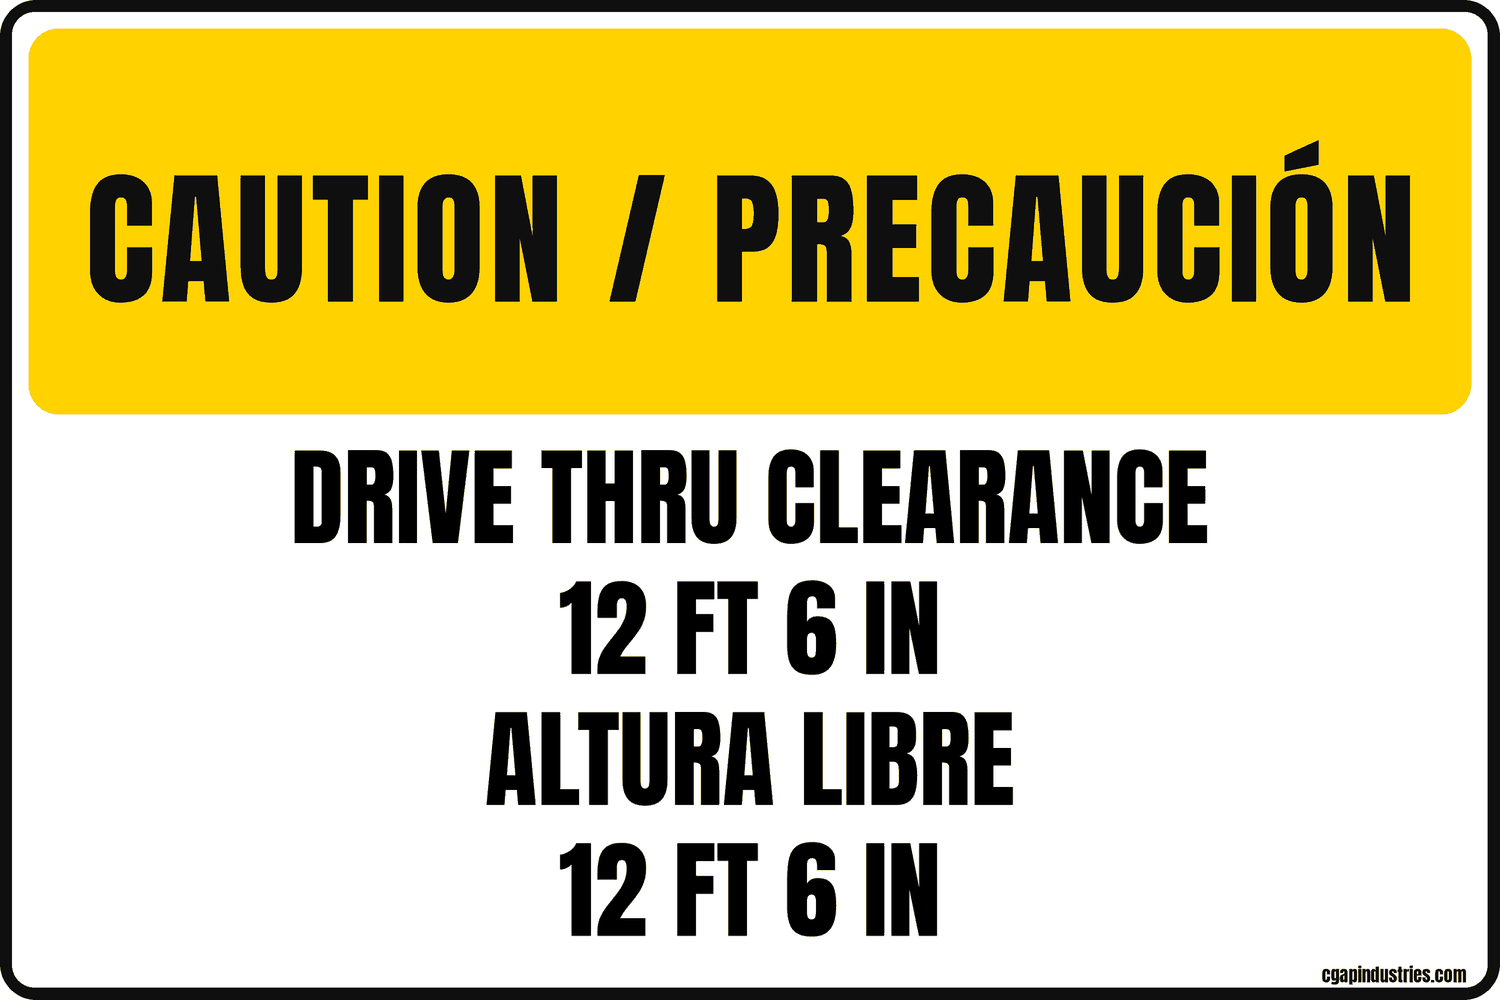 CAUTION / PRECAUCIÓN
DRIVE THRU CLEARANCE
12 FT 6 IN
ALTURA LIBRE
12 FT 6 IN
cgapindustries.com